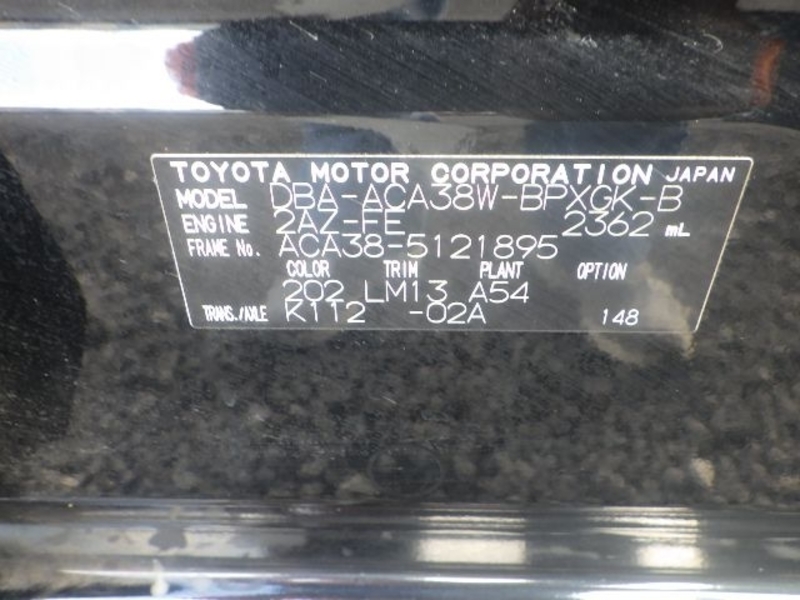 TOYOTA MOTOR CORPORATION JAPAN
MODEL DBA-ACA38W-BPXGK-B
ENGINE 2AZ-FE 2362 mL
FRAME No. ACA38-5121895
COLOR TRIM PLANT OPTION
202 LM13 A54
TRANS./AXLE K112 -02A 148